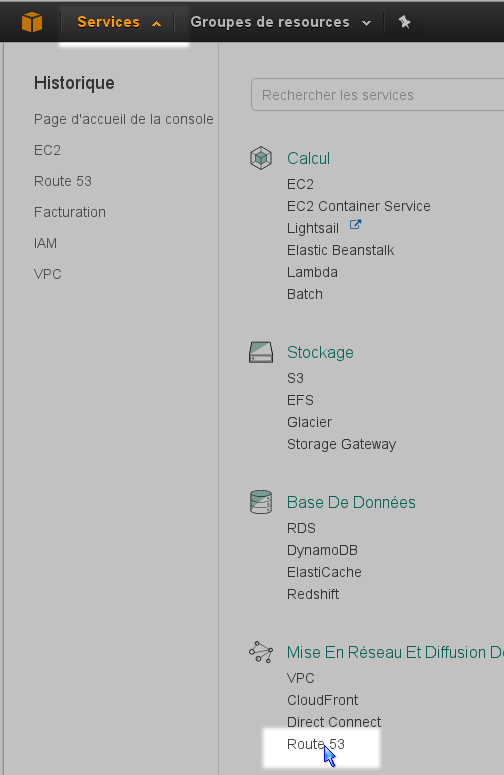 Services Groupes de resources
Historique
Page d'accueil de la console
EC2
Route 53
Facturation
IAM
VPC
Rechercher les services
Calcul
EC2
EC2 Container Service
Lightsail
Elastic Beanstalk
Lambda
Batch
Stockage
S3
EFS
Glacier
Storage Gateway
Base De Données
RDS
DynamoDB
ElastiCache
Redshift
Mise En Réseau Et Diffusion
VPC
CloudFront
Direct Connect
Route 53